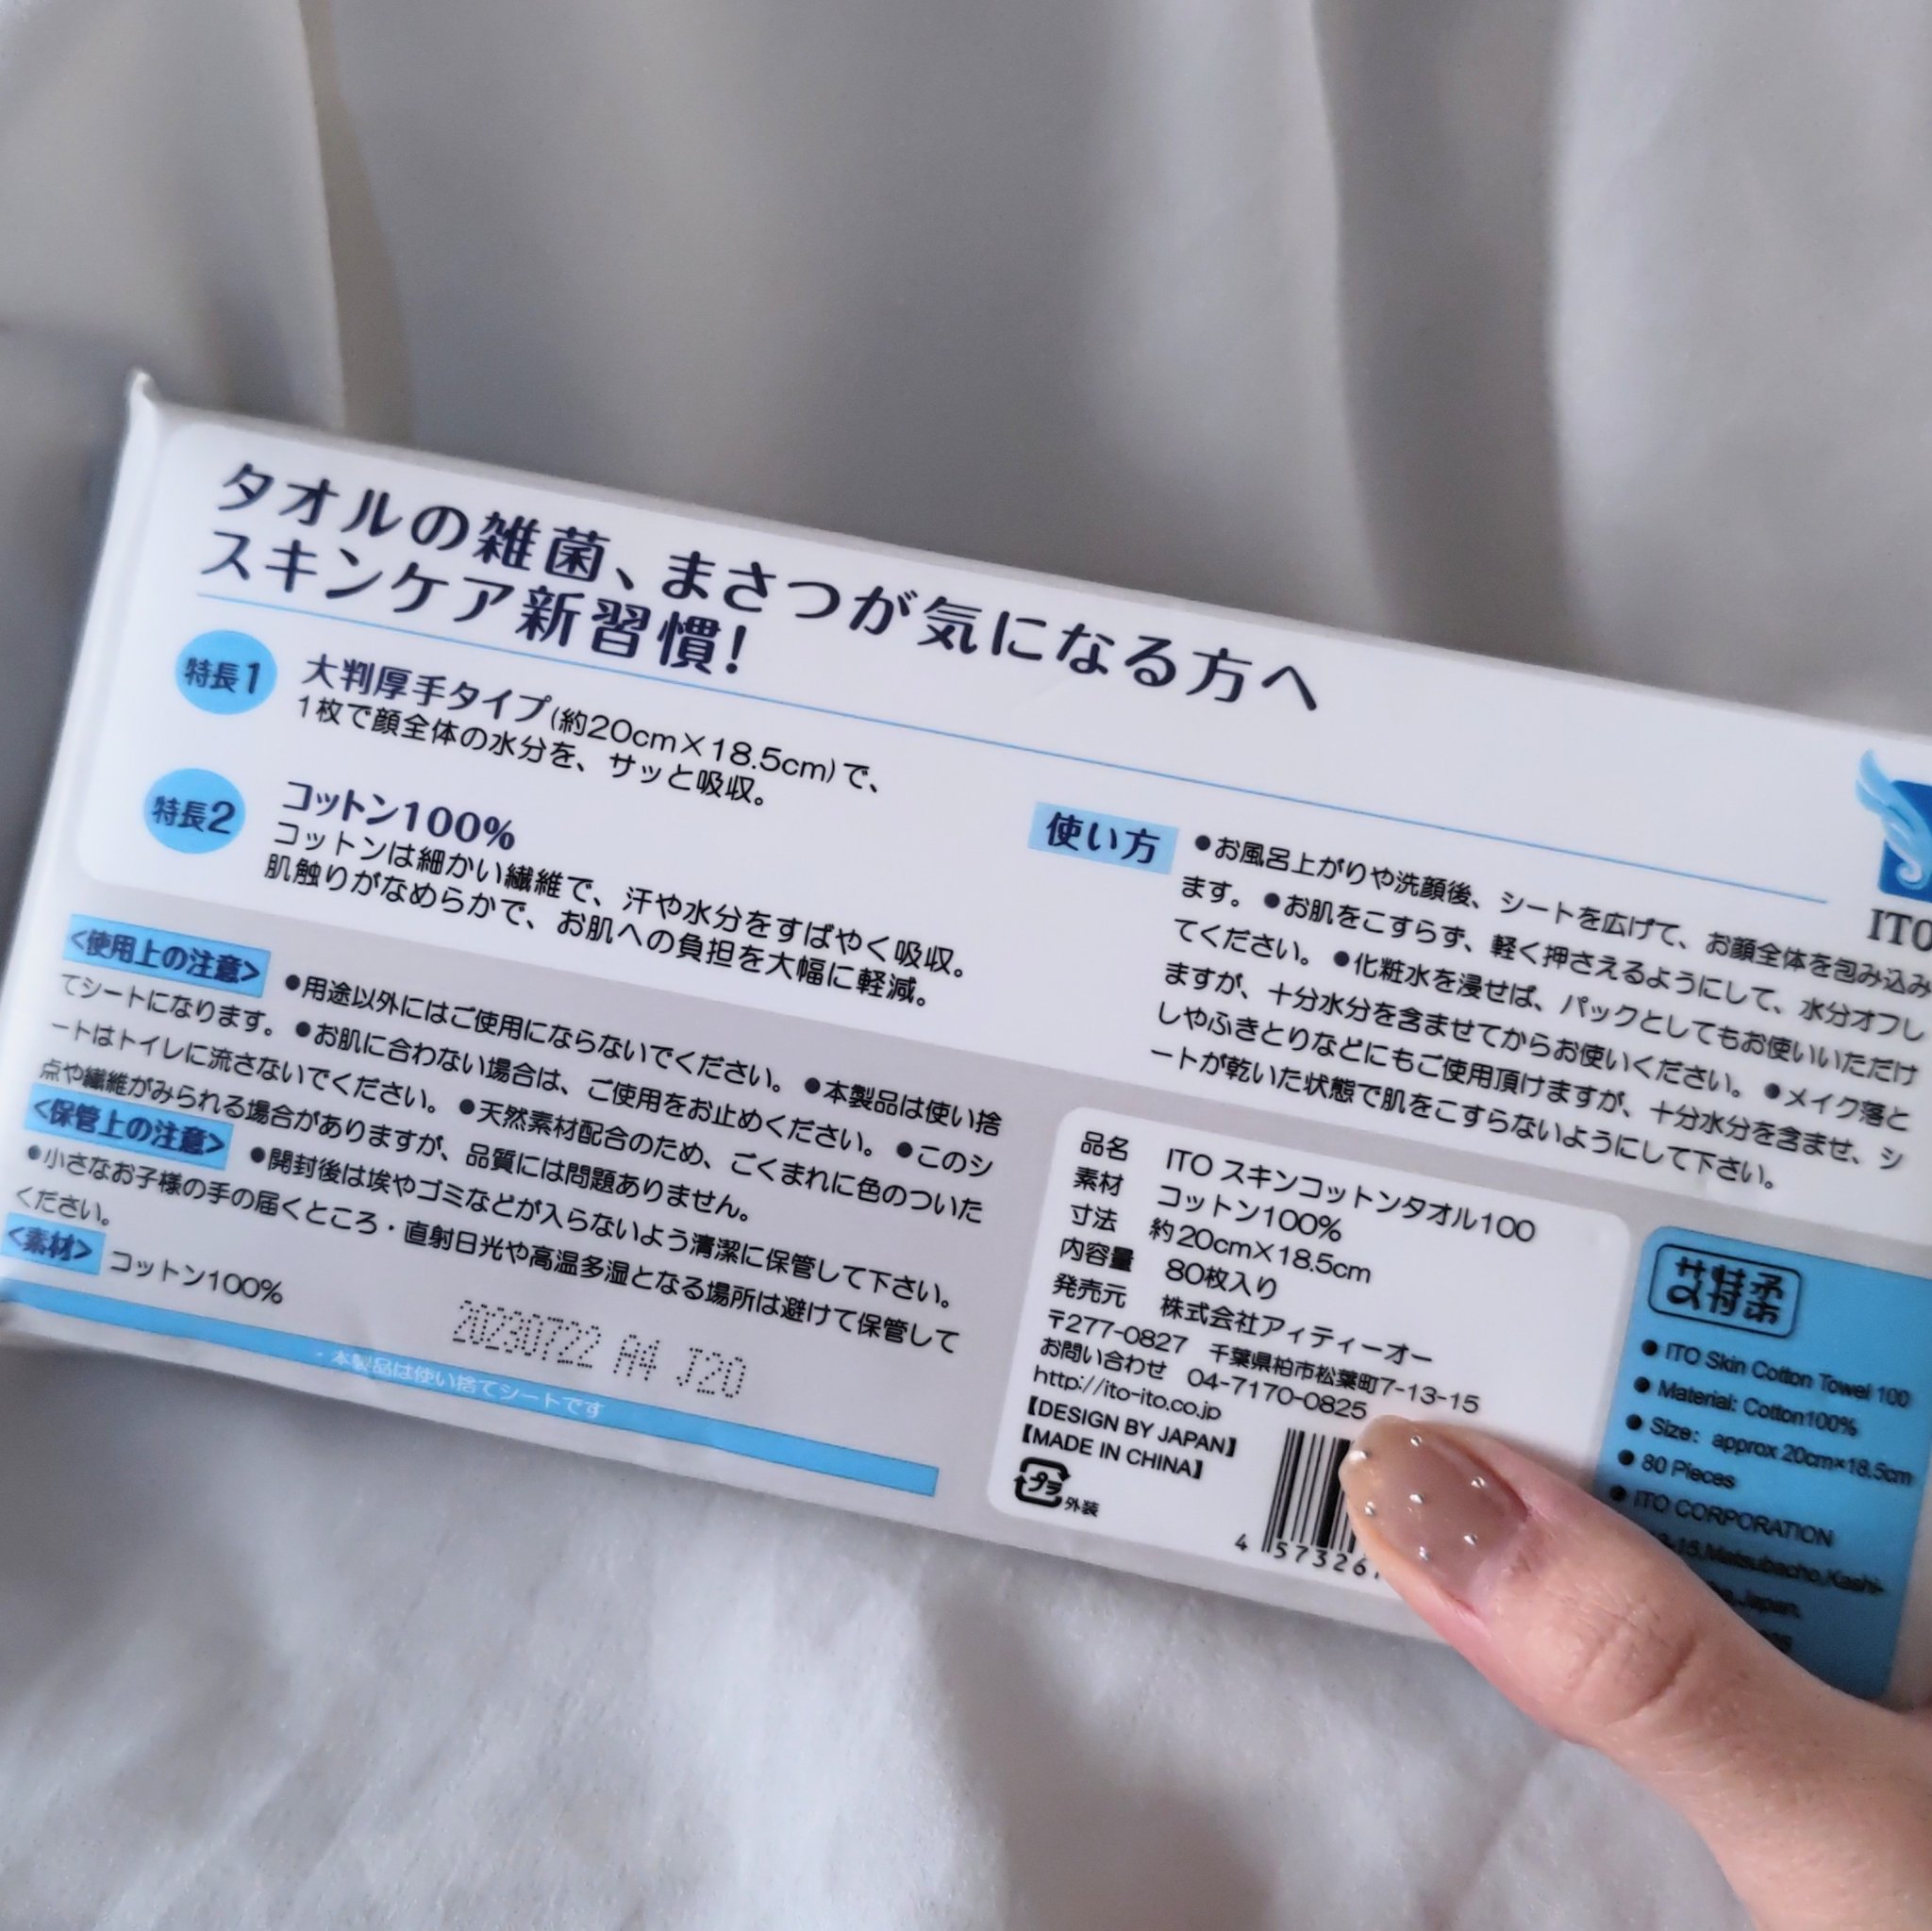 タオルの雑菌、まさつが気になる方へ
スキンケア新習慣!
特長1
大判厚手タイプ(約20cm×18.5cm)で、
1枚で顔全体の水分を、サッと吸収。
特長2
コットン100%
コットンは細かい繊維で、汗や水分をすばやく吸収。
肌触りがなめらかで、お肌への負担を大幅に軽減。
ITO
使い方
●お風呂上がりや洗顔後、シートを広げて、お顔全体を包み込み
ます。●お肌をこすらず、軽く押さえるようにして、水分オフし
てください。●化粧水を浸せば、パックとしてもお使いいただけ
ますが、十分水分を含ませてからお使いください。●メイク落と
しやふきとりなどにもご使用頂けますが、十分水分を含ませ、シ
ートが乾いた状態で肌をこすらないようにして下さい。
<使用上の注意> ●用途以外にはご使用にならないでください。●本製品は使い捨
てシートになります。●お肌に合わない場合は、ご使用をお止めください。●このシ
ートはトイレに流さないでください。●天然素材配合のため、ごくまれに色のついた
点や繊維がみられる場合がありますが、品質には問題ありません。
<保管上の注意> ●開封後は埃やゴミなどが入らないよう清潔に保管して下さい。
●小さなお子様の手の届くところ・直射日光や高温多湿となる場所は避けて保管して
ください。
<素材> コットン100%
20230722 A4 J20
・本製品は使い捨てシートです
品名 ITO スキンコットンタオル100
素材 コットン100%
寸法 約20cm×18.5cm
内容量 80枚入り
発売元 株式会社アイティーオー
〒277-0827 千葉県柏市松葉町7-13-15
お問い合わせ 04-7170-0825
http://ito-ito.co.jp
【DESIGN BY JAPAN】
【MADE IN CHINA】
プラ 外装
4 573267
● ITO Skin Cotton Towel 100
● Material: Cotton100%
● Size: approx 20cm×18.5cm
● 80 Pieces
● ITO CORPORATION
-15,Matsubacho,Kashi-
,Japan